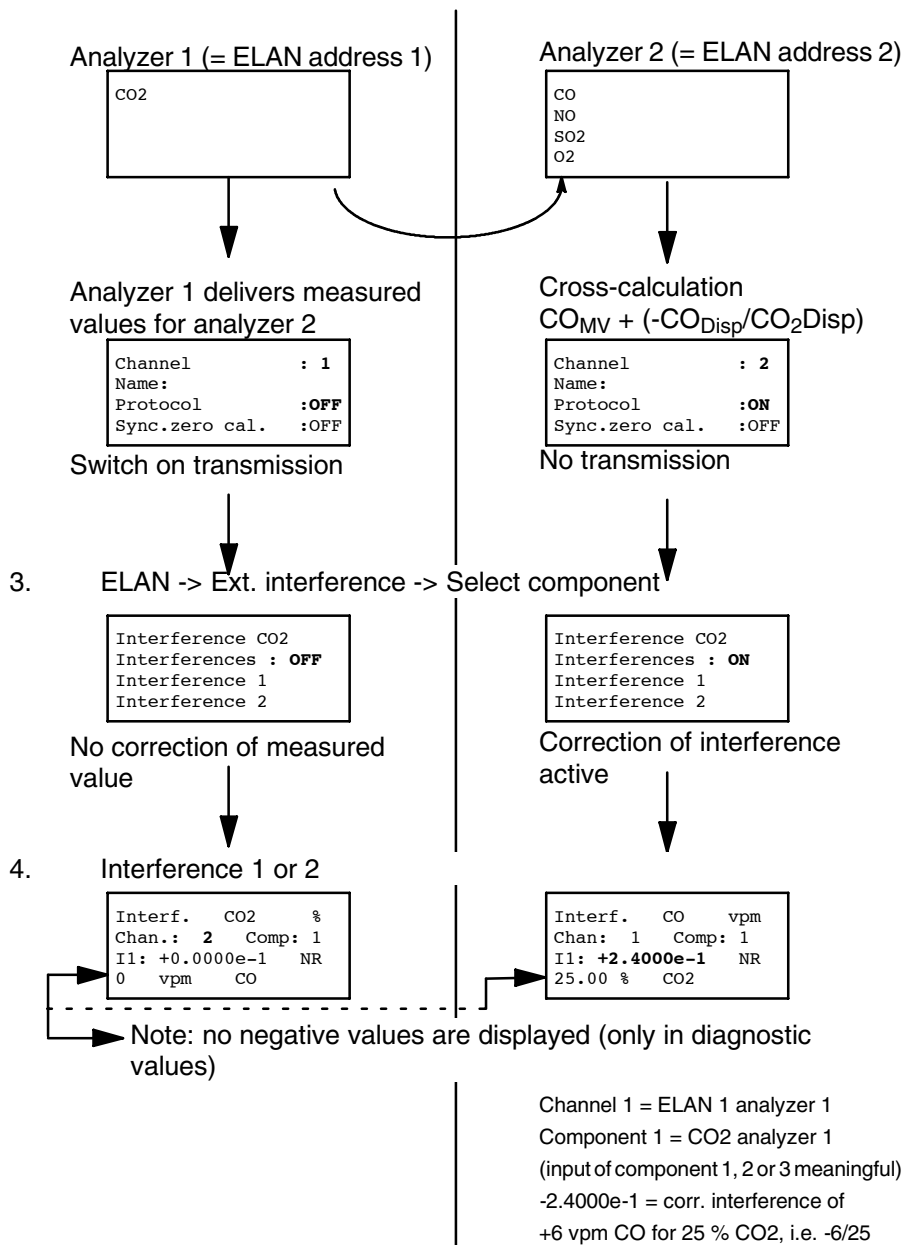 Analyzer 1 (= ELAN address 1)
CO2
Analyzer 2 (= ELAN address 2)
CO
NO
SO2
O2
Analyzer 1 delivers measured
values for analyzer 2
Channel : 1
Name:
Protocol :OFF
Sync.zero cal. :OFF
Switch on transmission
Cross-calculation
CO_MV + (-CO_Disp/CO_2Disp)
Channel : 2
Name:
Protocol :ON
Sync.zero cal. :OFF
No transmission
3. ELAN -> Ext. interference -> Select component
Interference CO2
Interferences : OFF
Interference 1
Interference 2
No correction of measured
value
Interference CO2
Interferences : ON
Interference 1
Interference 2
Correction of interference
active
4. Interference 1 or 2
Interf. CO2 %
Chan.: 2 Comp: 1
I1: +0.0000e-1 NR
0 vpm CO
Interf. CO vpm
Chan: 1 Comp: 1
I1: +2.4000e-1 NR
25.00 % CO2
Note: no negative values are displayed (only in diagnostic
values)
Channel 1 = ELAN 1 analyzer 1
Component 1 = CO2 analyzer 1
(input of component 1, 2 or 3 meaningful)
-2.4000e-1 = corr. interference of
+6 vpm CO for 25 % CO2, i.e. -6/25